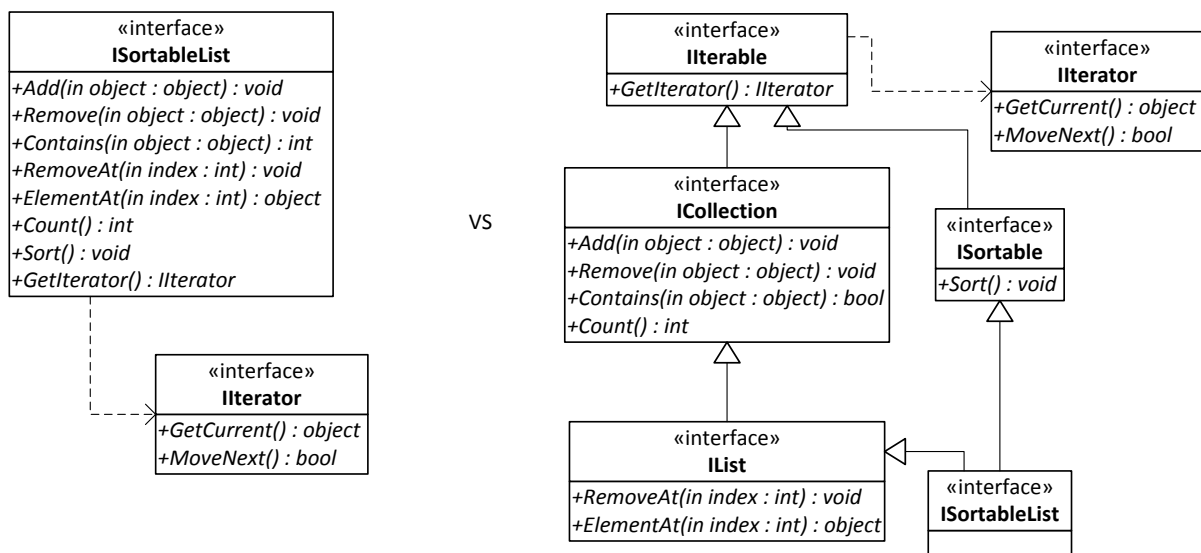 «interface»
ISortableList
+Add(in object : object) : void
+Remove(in object : object) : void
+Contains(in object : object) : int
+RemoveAt(in index : int) : void
+ElementAt(in index : int) : object
+Count() : int
+Sort() : void
+GetIterator() : IIterator
«interface»
IIterator
+GetCurrent() : object
+MoveNext() : bool
VS
«interface»
IIterable
+GetIterator() : IIterator
«interface»
IIterator
+GetCurrent() : object
+MoveNext() : bool
«interface»
ICollection
+Add(in object : object) : void
+Remove(in object : object) : void
+Contains(in object : object) : bool
+Count() : int
«interface»
ISortable
+Sort() : void
«interface»
IList
+RemoveAt(in index : int) : void
+ElementAt(in index : int) : object
«interface»
ISortableList